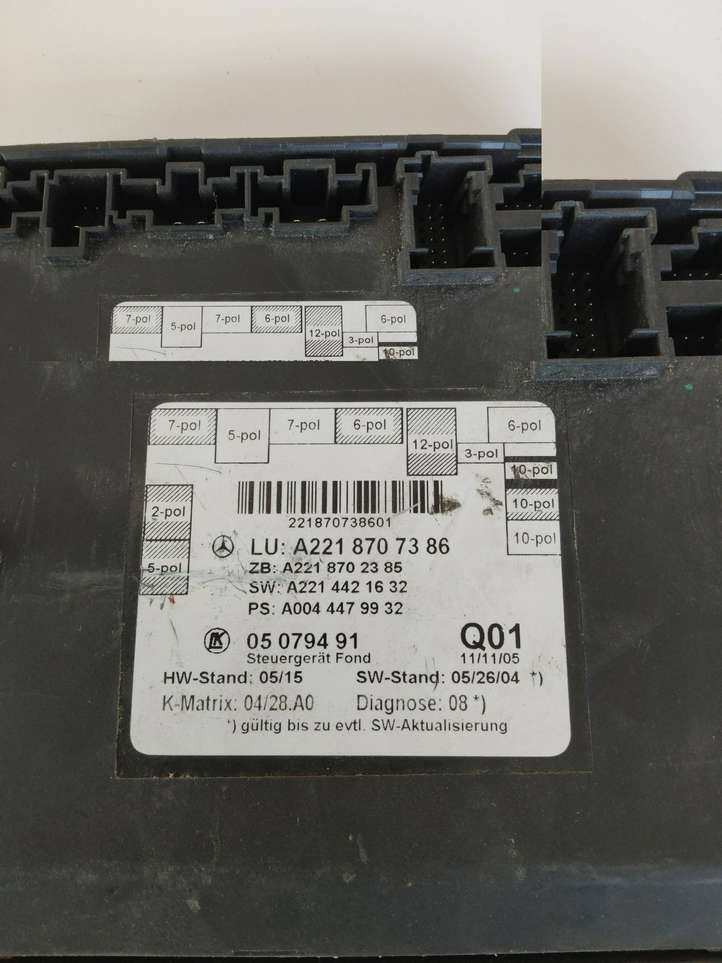 7-pol 5-pol 7-pol 6-pol 12-pol 3-pol 6-pol
10-pol
7-pol 5-pol 7-pol 6-pol 12-pol 3-pol 6-pol
10-pol
2-pol 10-pol
5-pol 10-pol
221870738601
LU: A221 870 73 86
ZB: A221 870 23 85
SW: A221 442 16 32
PS: A004 447 99 32
05 0794 91 Q01
Steuergerät Fond 11/11/05
HW-Stand: 05/15 SW-Stand: 05/26/04 *)
K-Matrix: 04/28.A0 Diagnose: 08 *)
*) gültig bis zu evtl. SW-Aktualisierung